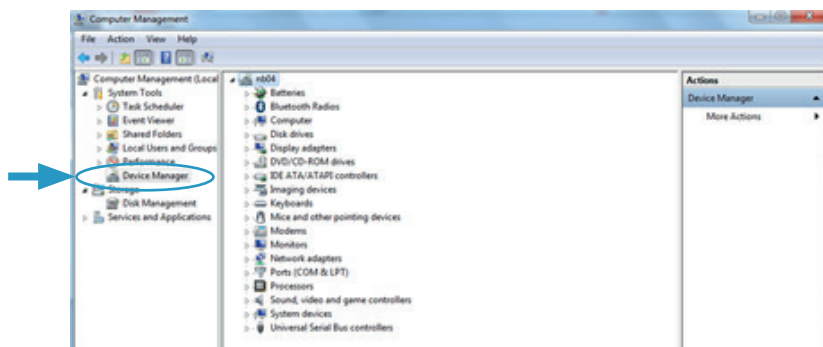 Computer Management
File Action View Help
Computer Management (Local
System Tools
Task Scheduler
Event Viewer
Shared Folders
Local Users and Groups
Performance
Device Manager
Storage
Disk Management
Services and Applications
nb04
Batteries
Bluetooth Radios
Computer
Disk drives
Display adapters
DVD/CD-ROM drives
IDE ATA/ATAPI controllers
Imaging devices
Keyboards
Mice and other pointing devices
Modems
Monitors
Network adapters
Ports (COM & LPT)
Processors
Sound, video and game controllers
System devices
Universal Serial Bus controllers
Actions
Device Manager
More Actions